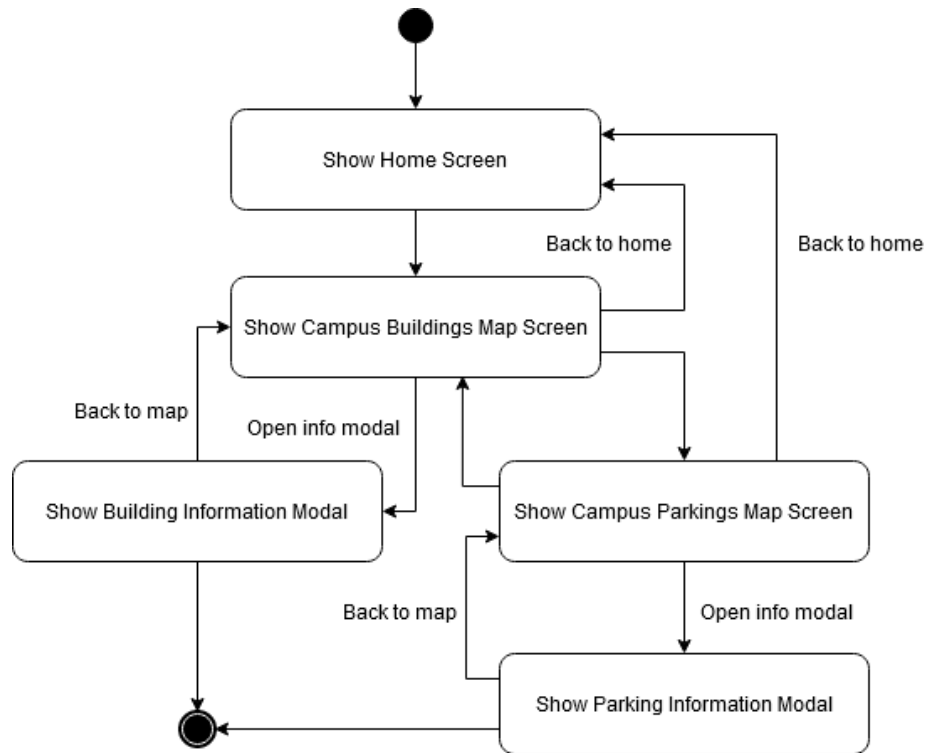 Show Home Screen
Back to home
Back to home
Show Campus Buildings Map Screen
Back to map
Open info modal
Show Building Information Modal
Show Campus Parkings Map Screen
Back to map
Open info modal
Show Parking Information Modal